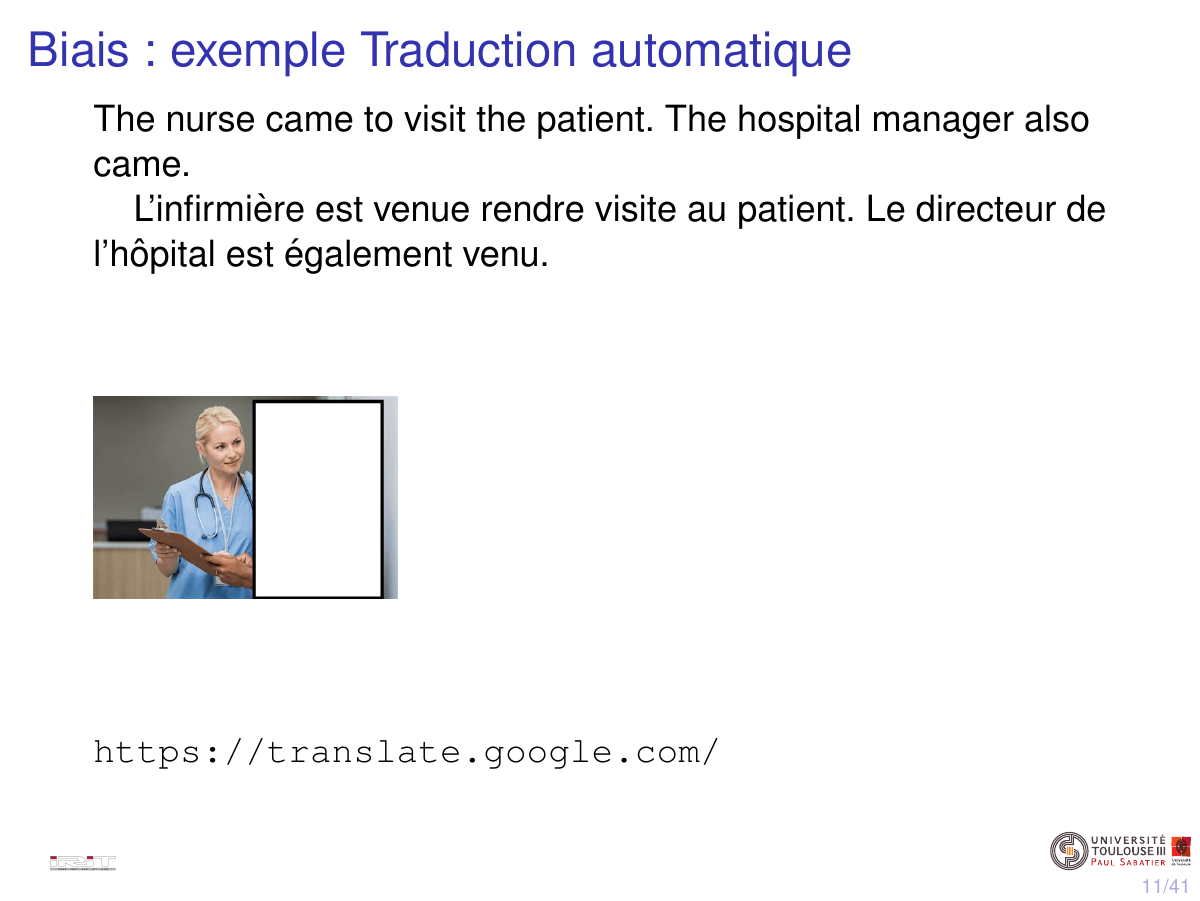 Biais : exemple Traduction automatique
The nurse came to visit the patient. The hospital manager also
came.
L'infirmière est venue rendre visite au patient. Le directeur de
l'hôpital est également venu.
https://translate.google.com/
IRIT
UNIVERSITÉ
TOULOUSE III
PAUL SABATIER
11/41